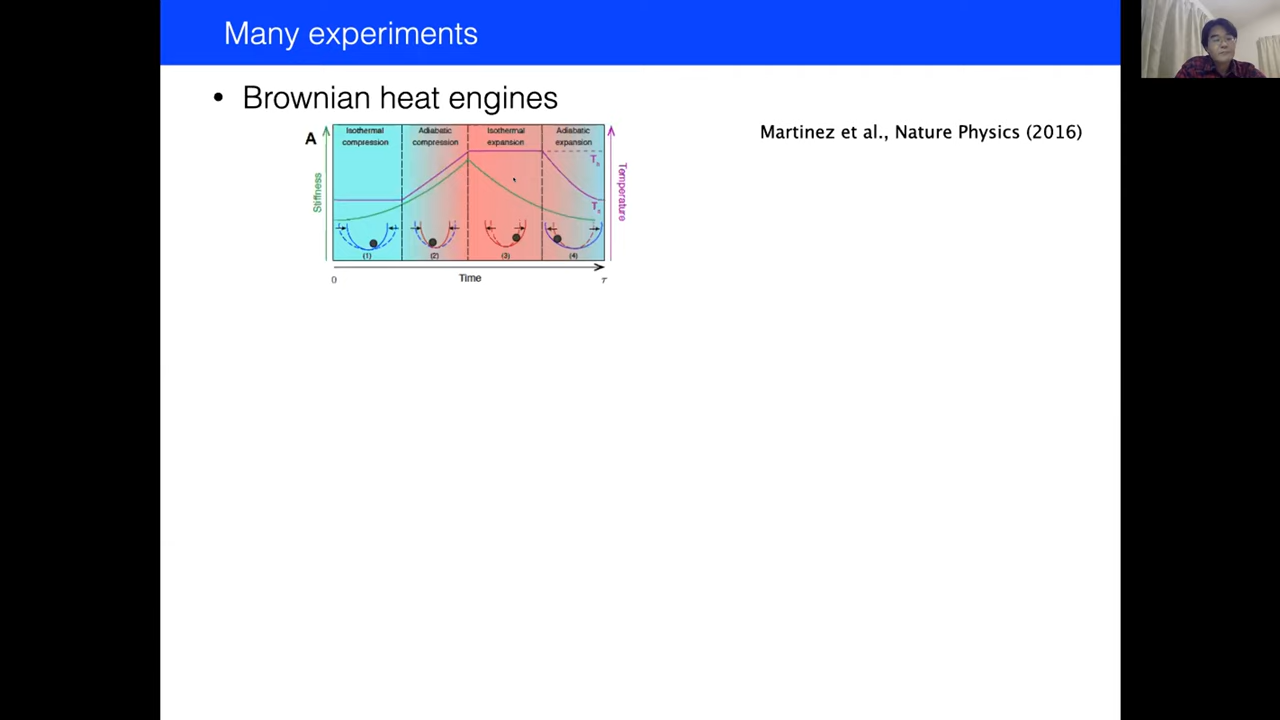 Many experiments
• Brownian heat engines
Martinez et al., Nature Physics (2016)
A
Isothermal compression
Adiabatic compression
Isothermal expansion
Adiabatic expansion
Stiffness
Temperature
(1) (2) (3) (4)
0 Time τ